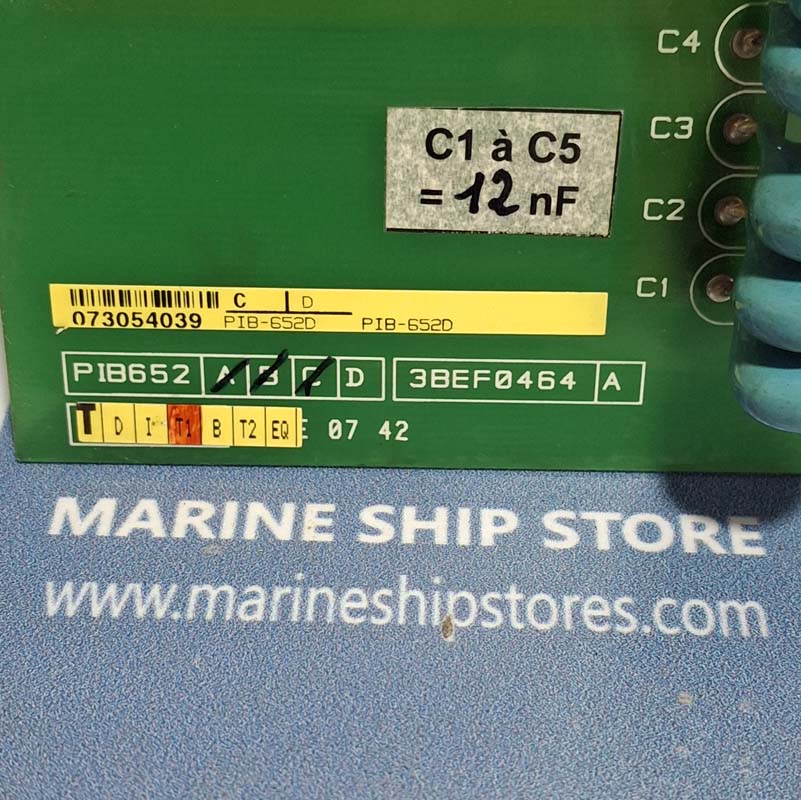 C4
C3
C2
C1
C1 à C5
= 12 nF
C D
073054039 PIB-652D PIB-652D
PIB652 A B C D 3BEF0464 A
T D I T1 B T2 EQ E 07 42
MARINE SHIP STORE
www.marineshipstores.com